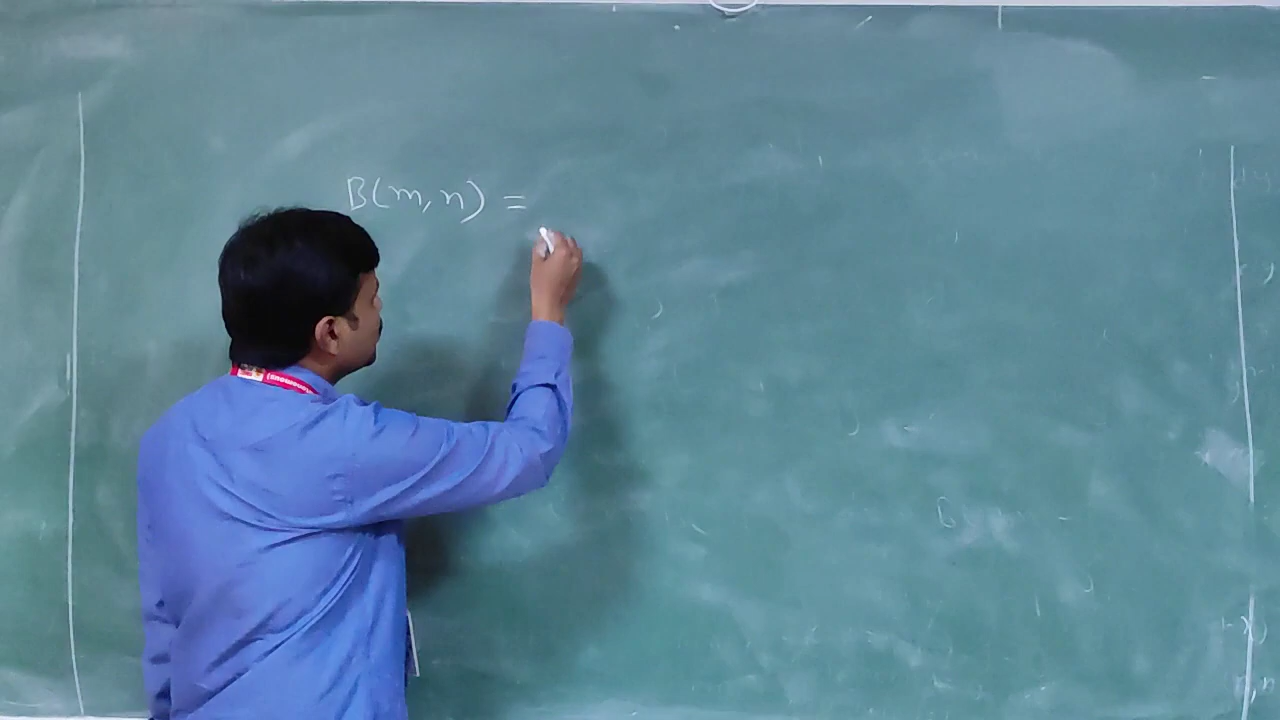 B(m,n) =